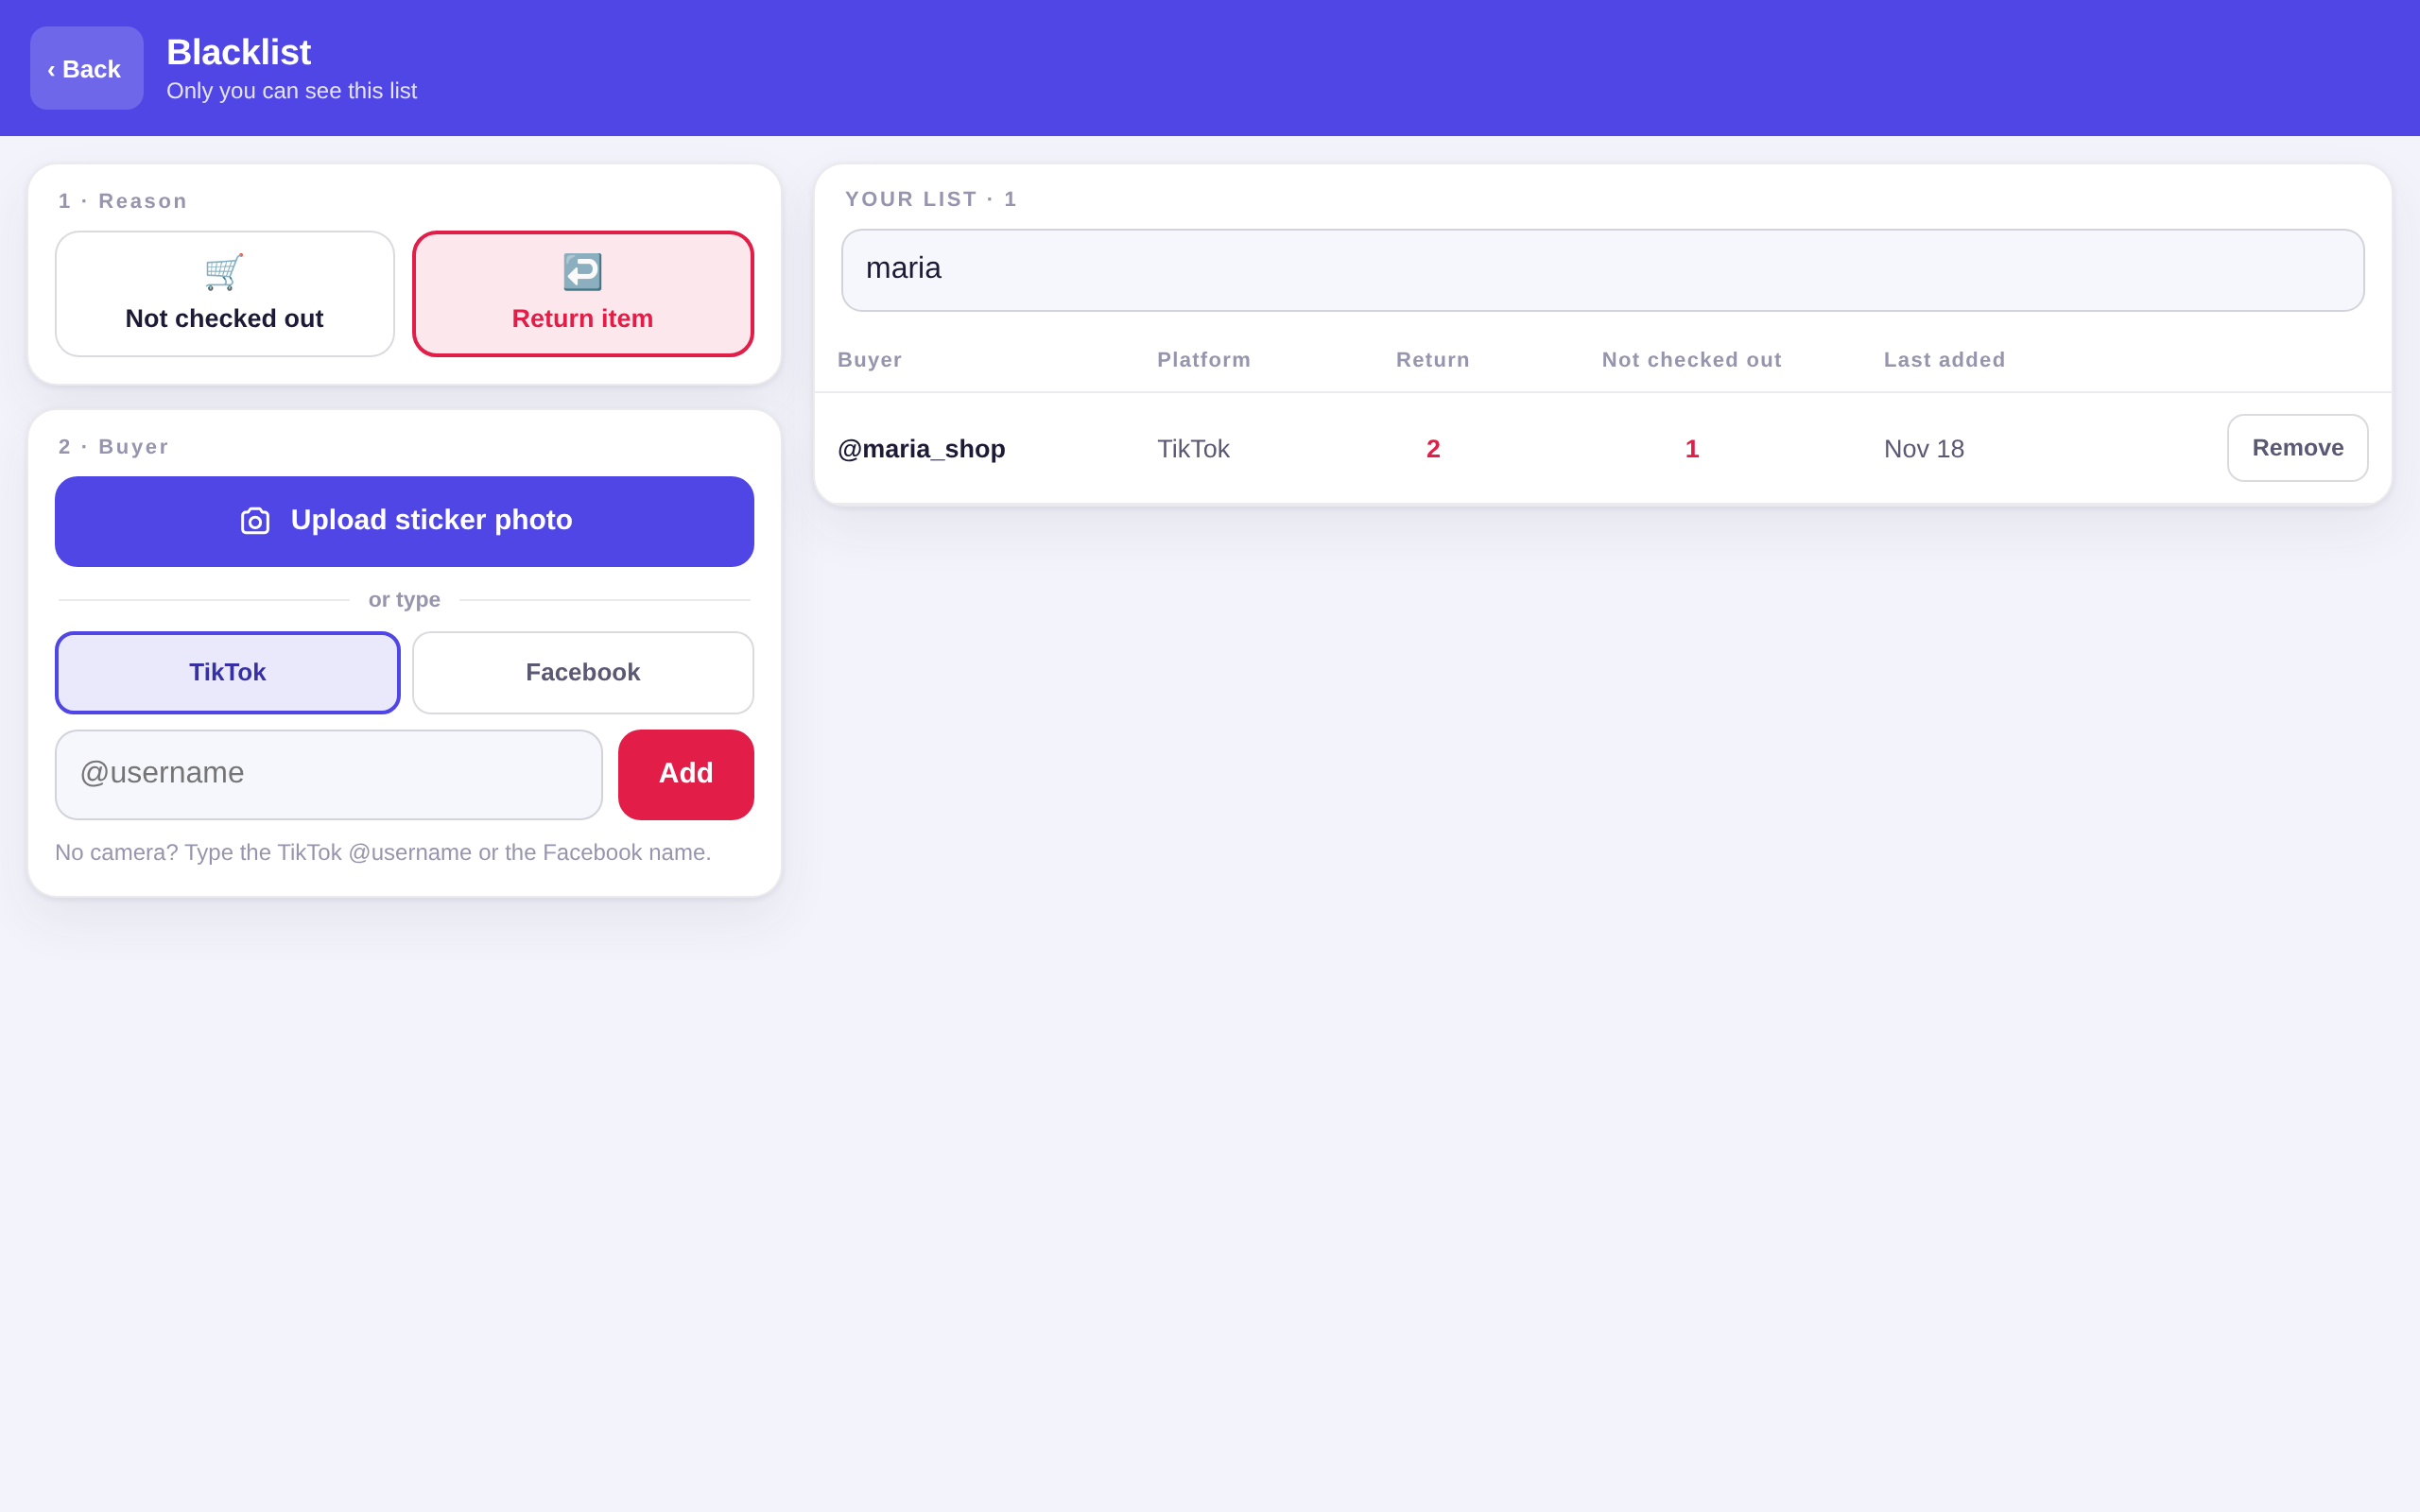 ‹ Back
Blacklist
Only you can see this list
1 · Reason
Not checked out
Return item
2 · Buyer
Upload sticker photo
or type
TikTok
Facebook
@username
Add
No camera? Type the TikTok @username or the Facebook name.
YOUR LIST · 1
maria
Buyer Platform Return Not checked out Last added
@maria_shop TikTok 2 1 Nov 18 Remove